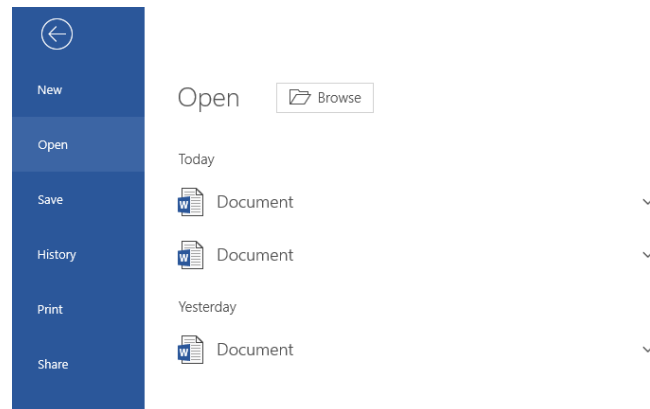 New
Open
Save
History
Print
Share
Open
Browse
Today
W Document
W Document
Yesterday
W Document